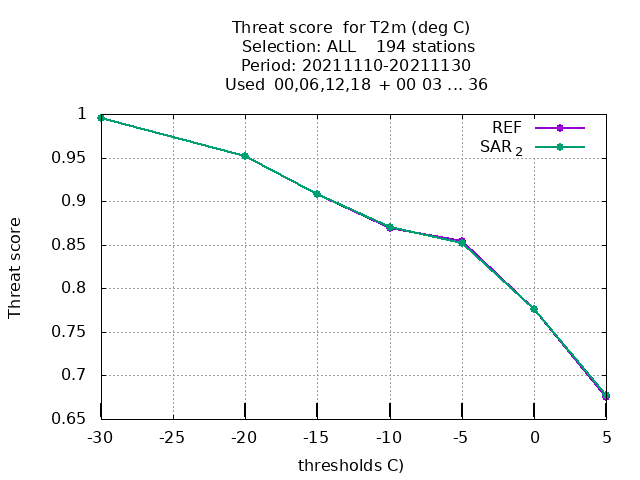 Threat score for T2m (deg C)
Selection: ALL 194 stations
Period: 20211110-20211130
Used 00,06,12,18 + 00 03 ... 36
REF
SAR 2
1
0.95
0.9
0.85
0.8
0.75
0.7
0.65
Threat score
-30 -25 -20 -15 -10 -5 0 5
thresholds C)